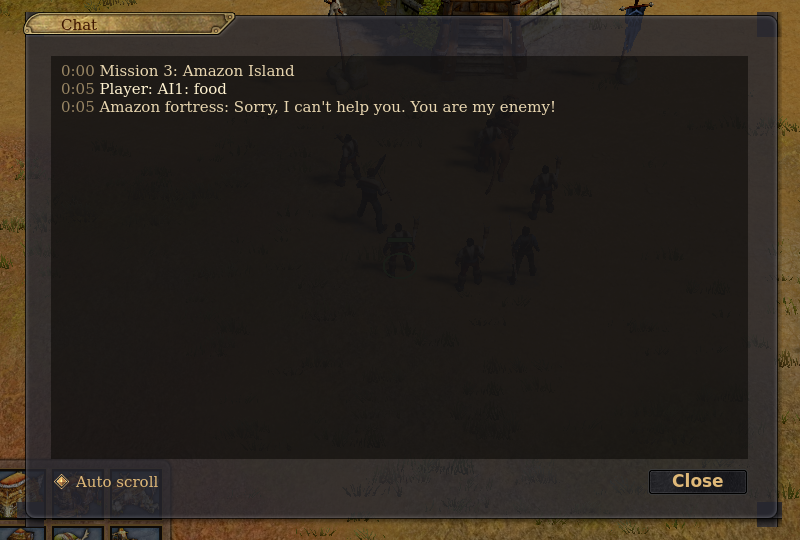 Chat
0:00 Mission 3: Amazon Island
0:05 Player: AI1: food
0:05 Amazon fortress: Sorry, I can't help you. You are my enemy!
Auto scroll
Close